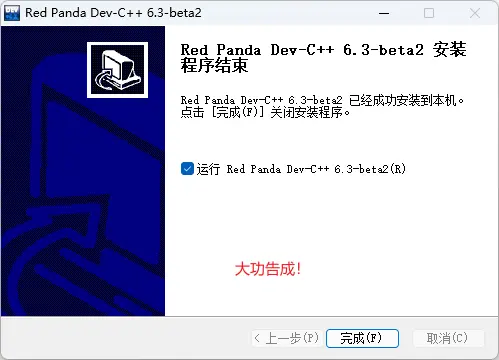 Red Panda Dev-C++ 6.3-beta2
Red Panda Dev-C++ 6.3-beta2 安装
程序结束
Red Panda Dev-C++ 6.3-beta2 已经成功安装到本机。
点击 [完成(F)] 关闭安装程序。
运行 Red Panda Dev-C++ 6.3-beta2(R)
大功告成！
< 上一步(P) 完成(F) 取消(C)